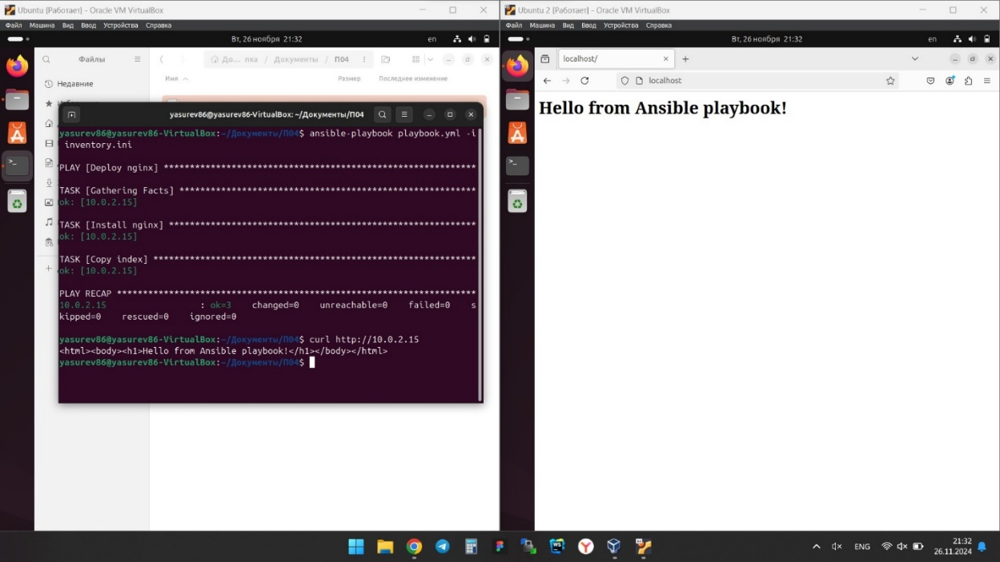 Ubuntu [Работает] - Oracle VM VirtualBox
Файл Машина Вид Ввод Устройства Справка
Вт, 26 ноября 21:32
en
Файлы
До... пка / Документы / П04
Недавние
Имя
Размер
Последнее изменение
yasurev86@yasurev86-VirtualBox: ~/Документы/П04
yasurev86@yasurev86-VirtualBox:~/Документы/П04$ ansible-playbook playbook.yml -i
inventory.ini
PLAY [Deploy nginx] *************************************************************
TASK [Gathering Facts] **********************************************************
ok: [10.0.2.15]
TASK [Install nginx] ************************************************************
ok: [10.0.2.15]
TASK [Copy index] ***************************************************************
ok: [10.0.2.15]
PLAY RECAP **********************************************************************
10.0.2.15 : ok=3 changed=0 unreachable=0 failed=0 s
kipped=0 rescued=0 ignored=0
yasurev86@yasurev86-VirtualBox:~/Документы/П04$ curl http://10.0.2.15
<html><body><h1>Hello from Ansible playbook!</h1></body></html>
yasurev86@yasurev86-VirtualBox:~/Документы/П04$
Ubuntu 2 [Работает] - Oracle VM VirtualBox
Файл Машина Вид Ввод Устройства Справка
Вт, 26 ноября 21:32
en
localhost/
localhost
Hello from Ansible playbook!
ENG
21:32
26.11.2024